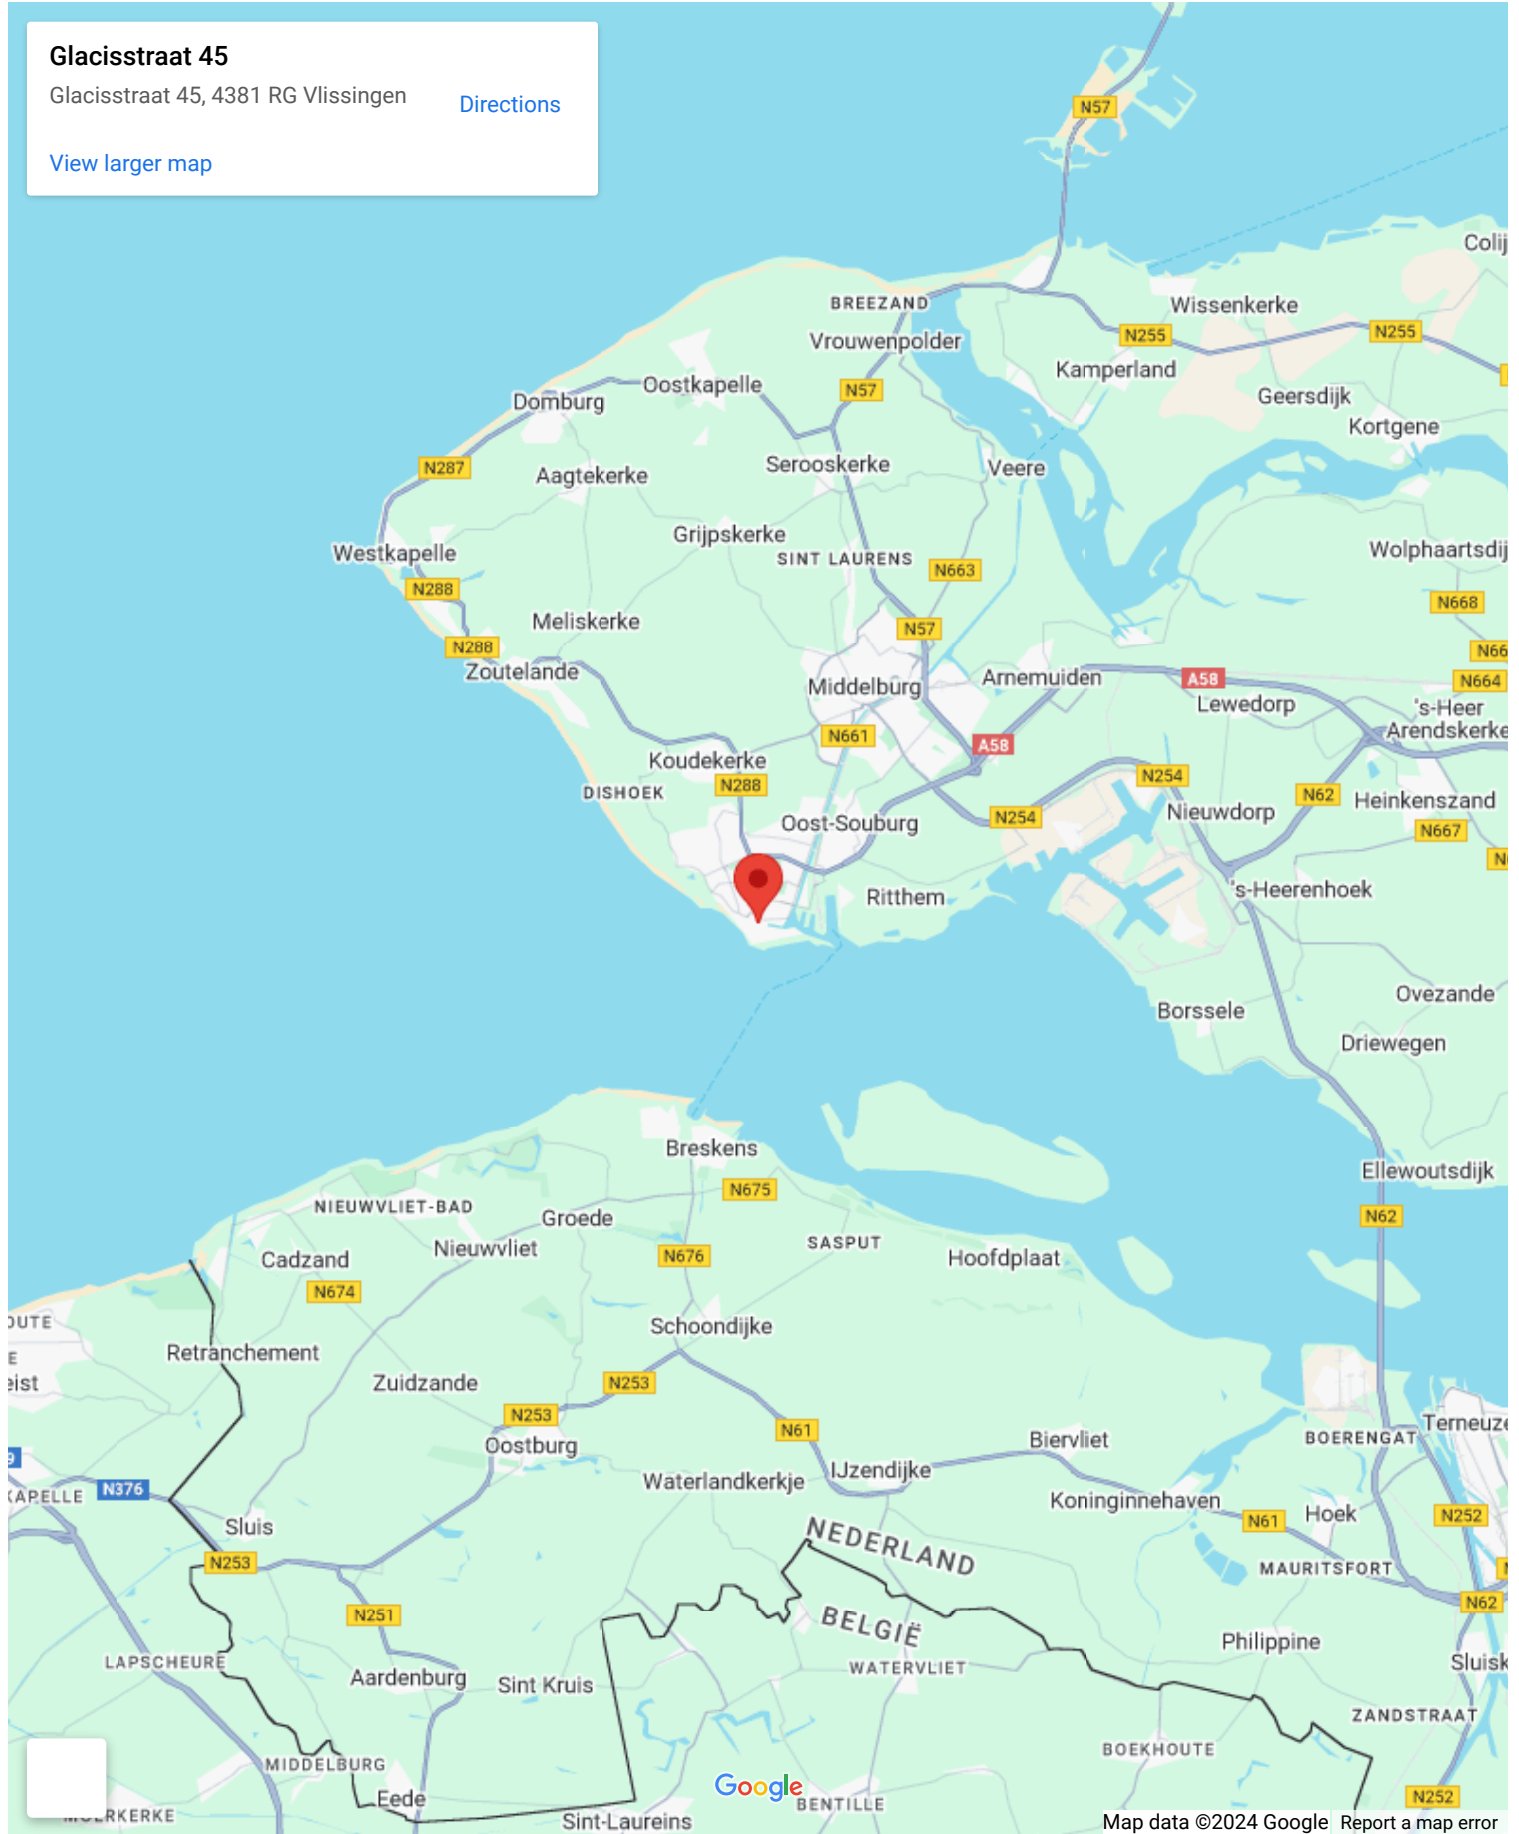 Glacisstraat 45
Glacisstraat 45, 4381 RG Vlissingen
Directions
View larger map
N57
Colij
BREEZAND
Wissenkerke
Vrouwenpolder
N255
N255
Kamperland
Oostkapelle
N57
Domburg
Geersdijk
Kortgene
N287
Serooskerke
Veere
Aagtekerke
Grijpskerke
Westkapelle
SINT LAURENS
N663
Wolphaartsdij
N288
N668
Meliskerke
N57
N288
N66
Zoutelande
Middelburg
Arnemuiden
A58
N664
Lewedorp
's-Heer
Arendskerke
N661
A58
Koudekerke
N288
DISHOEK
N254
N62
Heinkenszand
Oost-Souburg
N254
Nieuwdorp
N667
N
Ritthem
's-Heerenhoek
Ovezande
Borssele
Driewegen
Breskens
Ellewoutsdijk
N675
NIEUWVLIET-BAD
Groede
N62
Nieuwvliet
SASPUT
Cadzand
N676
Hoofdplaat
N674
OUTE
Schoondijke
Retranchement
E
eist
Zuidzande
N253
N253
N61
Terneuze
Oostburg
Biervliet
BOERENGAT
9
IJzendijke
Waterlandkerkje
N376
KAPELLE
Koninginnehaven
N61
Hoek
N252
Sluis
NEDERLAND
N253
MAURITSFORT
N62
N251
BELGIË
Philippine
LAPSCHEURE
WATERVLIET
Sluisk
Aardenburg
Sint Kruis
ZANDSTRAAT
BOEKHOUTE
MIDDELBURG
Google
Eede
BENTILLE
N252
MOERKERKE
Sint-Laureins
Map data ©2024 Google
Report a map error